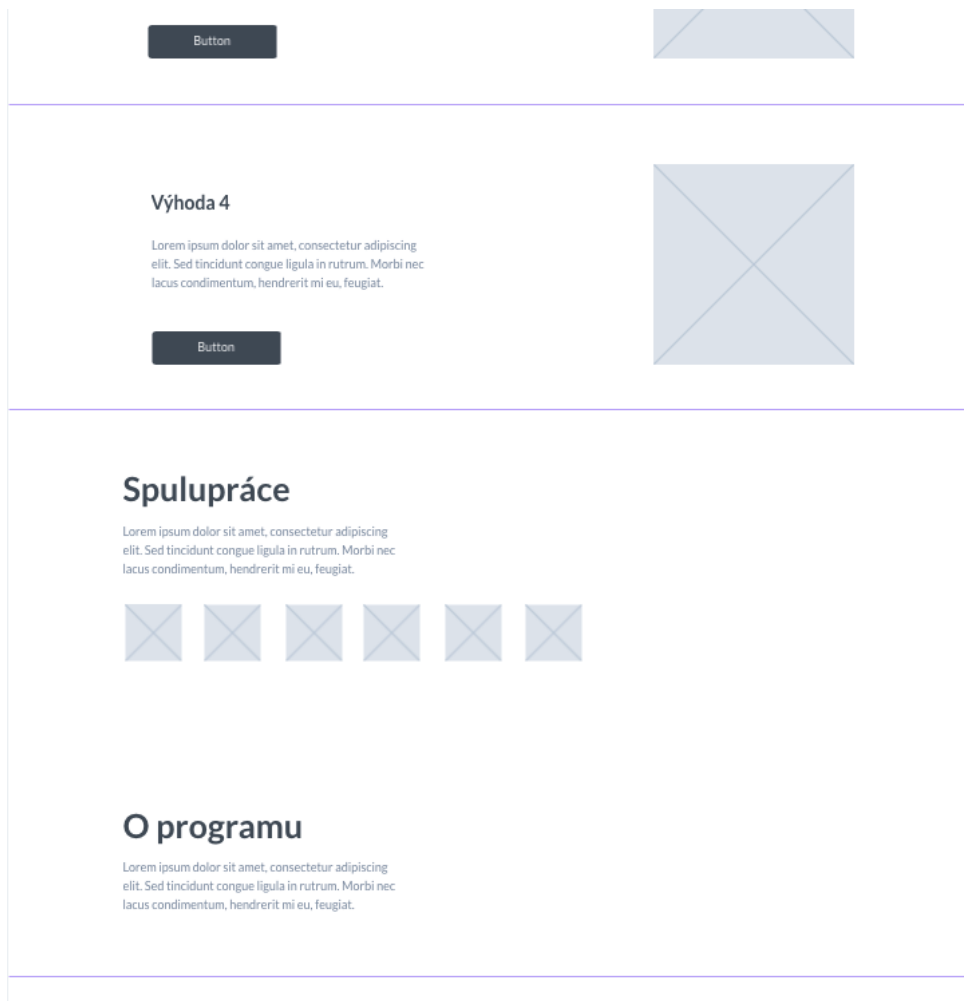 Button
Výhoda 4
Lorem ipsum dolor sit amet, consectetur adipiscing
elit. Sed tincidunt congue ligula in rutrum. Morbi nec
lacus condimentum, hendrerit mi eu, feugiat.
Button
Spulupráce
Lorem ipsum dolor sit amet, consectetur adipiscing
elit. Sed tincidunt congue ligula in rutrum. Morbi nec
lacus condimentum, hendrerit mi eu, feugiat.
O programu
Lorem ipsum dolor sit amet, consectetur adipiscing
elit. Sed tincidunt congue ligula in rutrum. Morbi nec
lacus condimentum, hendrerit mi eu, feugiat.